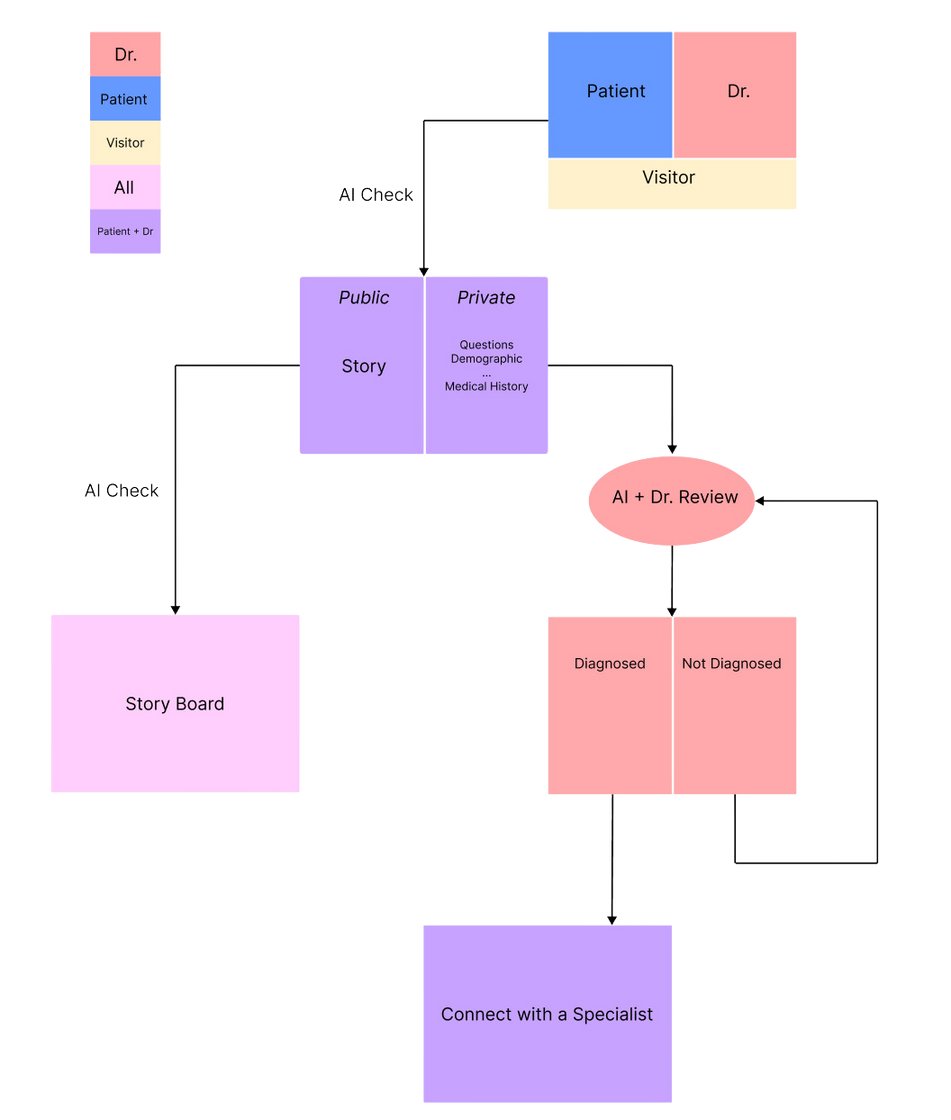 Dr.
Patient
Visitor
All
Patient + Dr
Patient
Dr.
Visitor
AI Check
Public
Private
Story
Questions
Demographic
...
Medical History
AI Check
AI + Dr. Review
Story Board
Diagnosed
Not Diagnosed
Connect with a Specialist